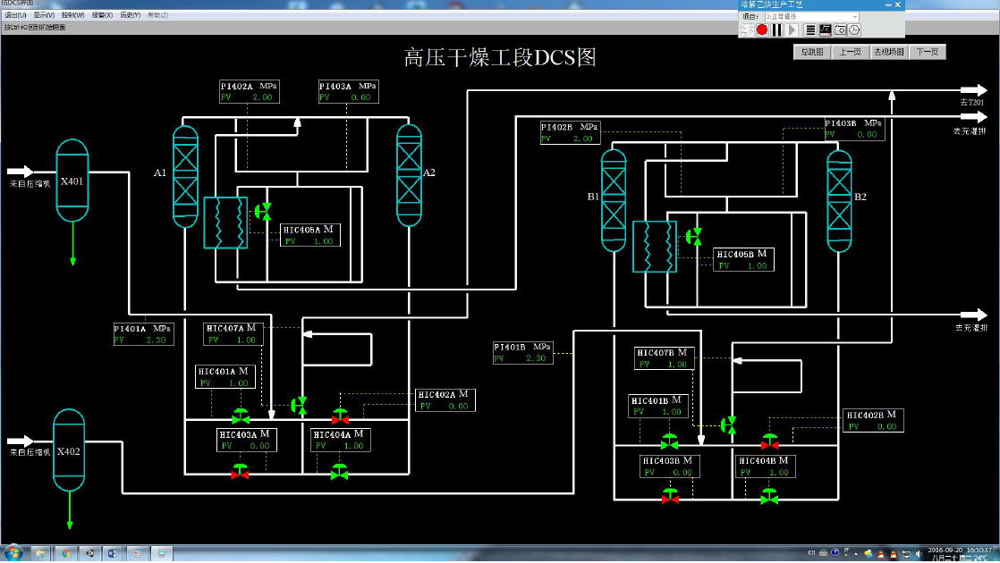 仿DCS界面
退出(U) 显示(V) 控制(W) 报警(X) 历史(Y) 帮助(Z)
溶解乙炔生产工艺
项目: 2:正常操作
总貌图 上一页 去现场图 下一页
高压干燥工段DCS图
PI402A MPa
PV 2.00
PI403A MPa
PV 0.00
去T201
去充灌排
PI402B MPa
PV 2.00
PI403B MPa
PV 0.00
X401
来自压缩机
A1
A2
B1
B2
HIC405A M
PV 1.00
HIC405B M
PV 1.00
去充灌排
PI401A MPa
PV 2.30
HIC407A M
PV 1.00
PI401B MPa
PV 2.30
HIC407B M
PV 1.00
HIC401A M
PV 1.00
HIC402A M
PV 0.00
HIC401B M
PV 1.00
HIC402B M
PV 0.00
X402
来自压缩机
HIC403A M
PV 0.00
HIC404A M
PV 1.00
HIC403B M
PV 0.00
HIC404B M
PV 1.00
CH
2016-09-20 16:50:37
八月二十 周二 24℃